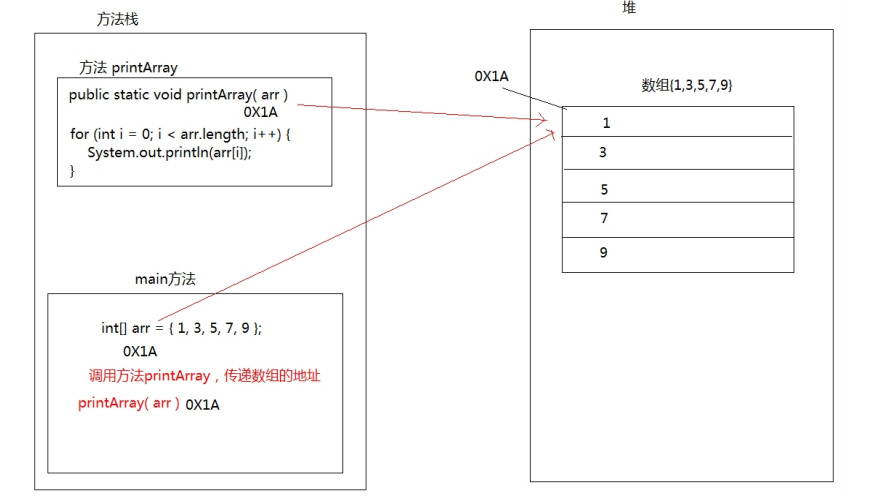 方法栈
方法 printArray
public static void printArray( arr )
0X1A
for (int i = 0; i < arr.length; i++) {
System.out.println(arr[i]);
}
main方法
int[] arr = { 1, 3, 5, 7, 9 };
0X1A
调用方法printArray，传递数组的地址
printArray( arr ) 0X1A
堆
0X1A
数组{1,3,5,7,9}
1
3
5
7
9